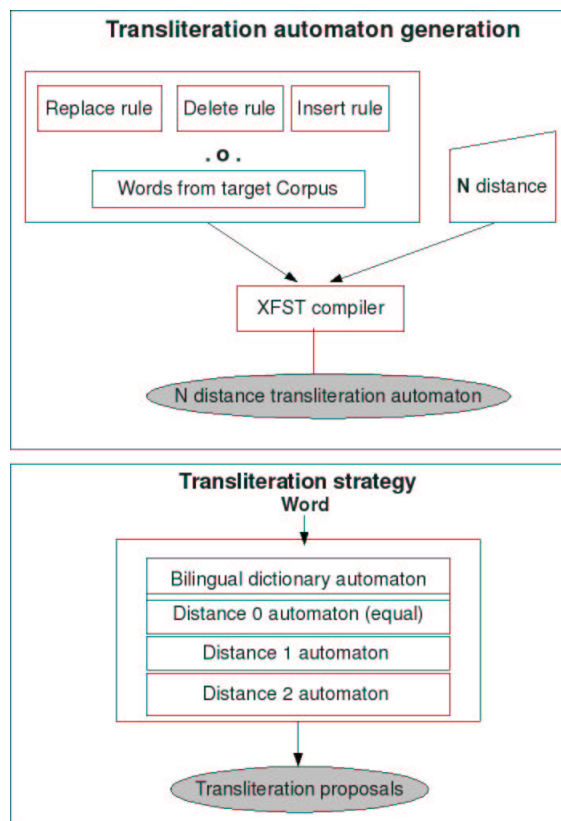 Transliteration automaton generation
Replace rule
Delete rule
Insert rule
. o .
Words from target Corpus
N distance
XFST compiler
N distance transliteration automaton
Transliteration strategy
Word
Bilingual dictionary automaton
Distance 0 automaton (equal)
Distance 1 automaton
Distance 2 automaton
Transliteration proposals